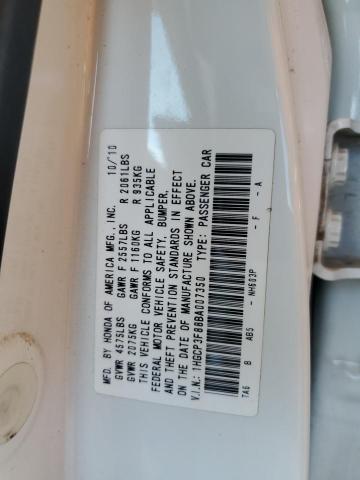 MFD. BY HONDA OF AMERICA MFG., INC. 10/10
GVWR 4575LBS GAWR F 2557LBS R 2061LBS
GVWR 2075KG GAWR F 1160KG R 935KG
THIS VEHICLE CONFORMS TO ALL APPLICABLE
FEDERAL MOTOR VEHICLE SAFETY, BUMPER,
AND THEFT PREVENTION STANDARDS IN EFFECT
ON THE DATE OF MANUFACTURE SHOWN ABOVE.
V.I.N.: 1HGCP3F88BA007350 TYPE: PASSENGER CAR
TA6 B AB5 - NH603P - F - A